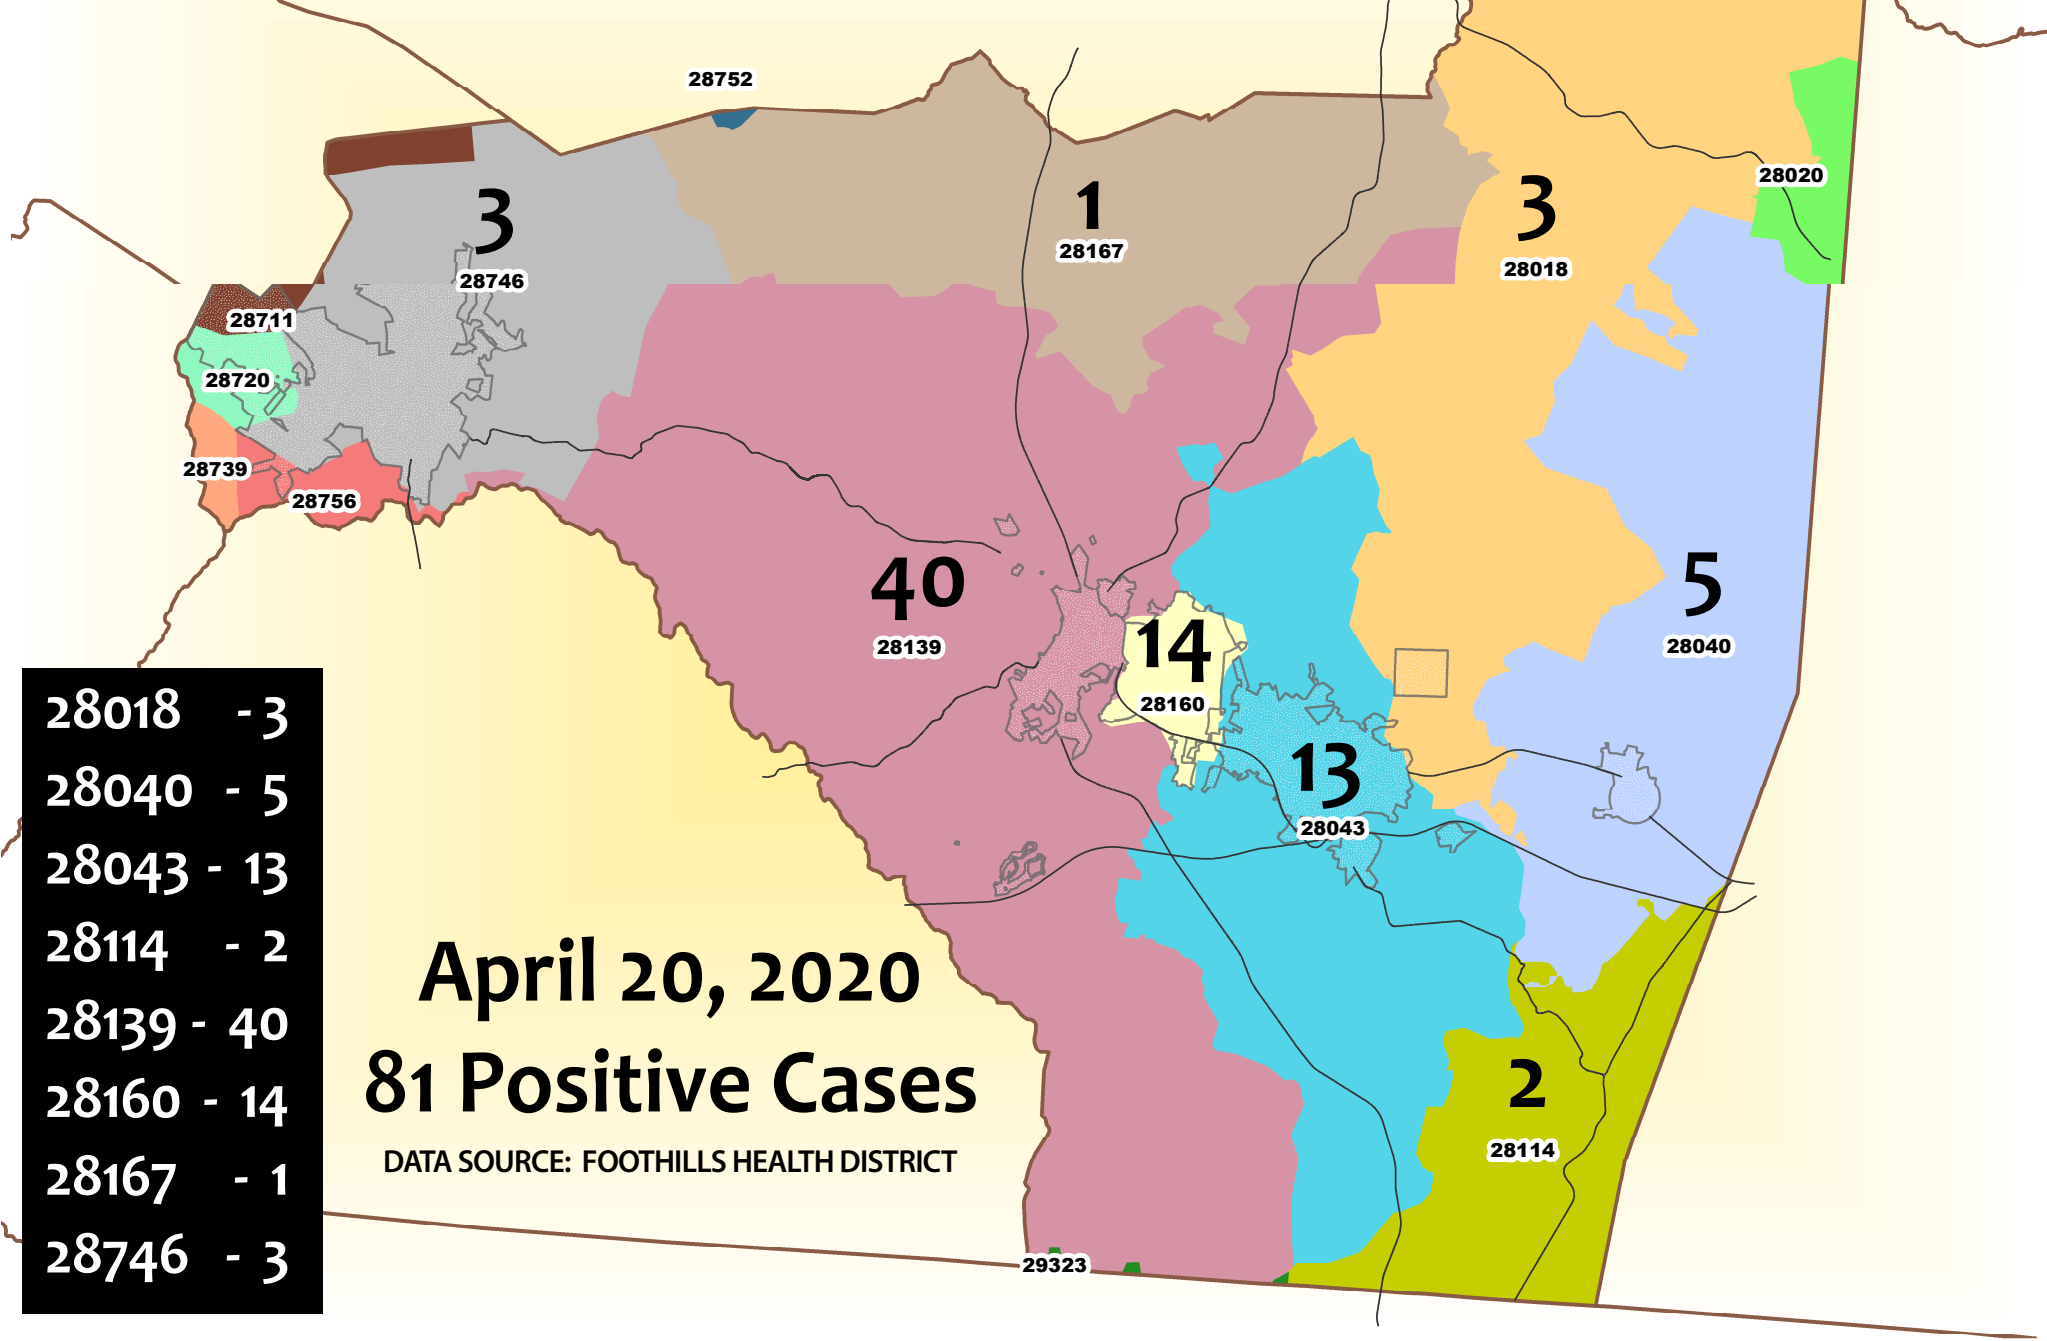 28752
28020
3
28746
1
28167
3
28018
28711
28720
28739
28756
40
28139
14
28160
5
28040
13
28043
2
28114
29323
28018 - 3
28040 - 5
28043 - 13
28114 - 2
28139 - 40
28160 - 14
28167 - 1
28746 - 3
April 20, 2020
81 Positive Cases
DATA SOURCE: FOOTHILLS HEALTH DISTRICT